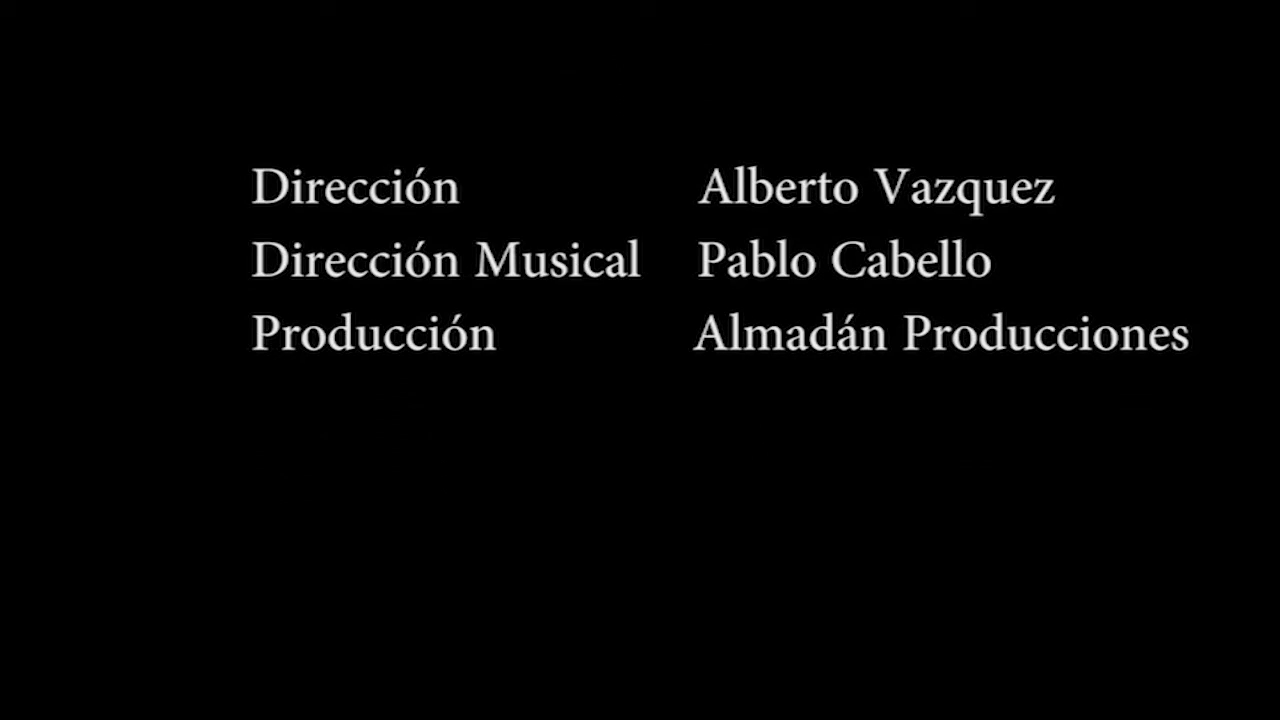 Dirección Alberto Vazquez
Dirección Musical Pablo Cabello
Producción Almadán Producciones